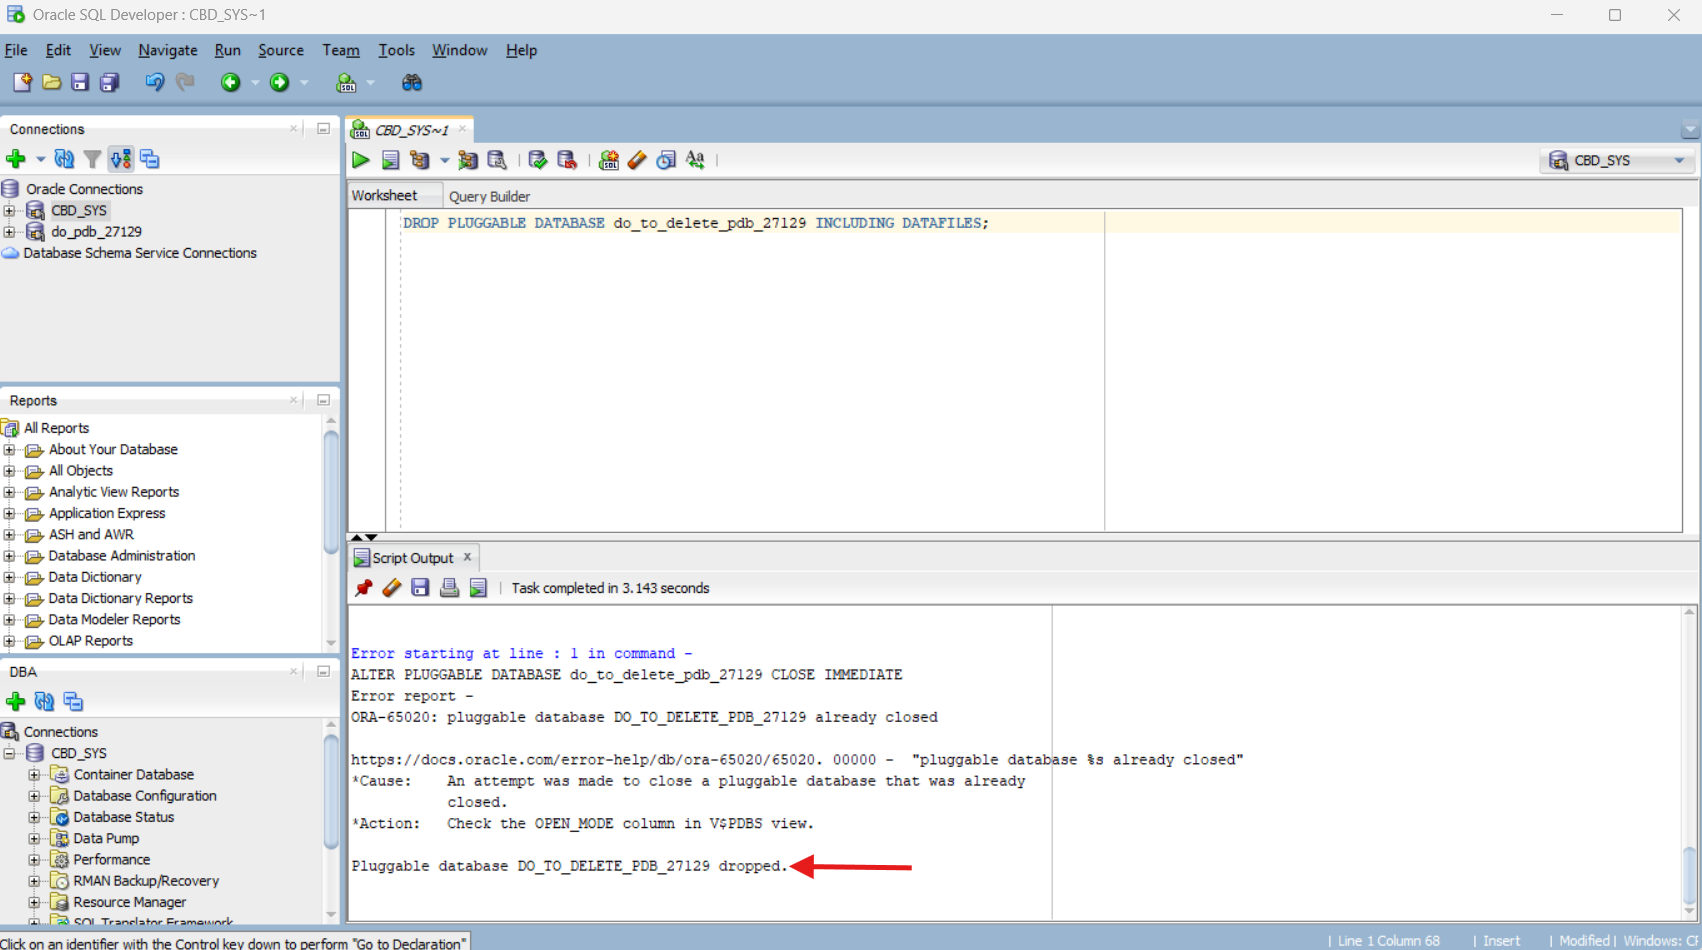 Oracle SQL Developer : CBD_SYS~1
File Edit View Navigate Run Source Team Tools Window Help
Connections
Oracle Connections
CBD_SYS
do_pdb_27129
Database Schema Service Connections
Reports
All Reports
About Your Database
All Objects
Analytic View Reports
Application Express
ASH and AWR
Database Administration
Data Dictionary
Data Dictionary Reports
Data Modeler Reports
OLAP Reports
DBA
Connections
CBD_SYS
Container Database
Database Configuration
Database Status
Data Pump
Performance
RMAN Backup/Recovery
Resource Manager
SQL Translator Framework
CBD_SYS~1
CBD_SYS
Worksheet Query Builder
DROP PLUGGABLE DATABASE do_to_delete_pdb_27129 INCLUDING DATAFILES;
Script Output
Task completed in 3.143 seconds
Error starting at line : 1 in command -
ALTER PLUGGABLE DATABASE do_to_delete_pdb_27129 CLOSE IMMEDIATE
Error report -
ORA-65020: pluggable database DO_TO_DELETE_PDB_27129 already closed
https://docs.oracle.com/error-help/db/ora-65020/65020. 00000 -  "pluggable database %s already closed"
*Cause:    An attempt was made to close a pluggable database that was already
closed.
*Action:   Check the OPEN_MODE column in V$PDBS view.
Pluggable database DO_TO_DELETE_PDB_27129 dropped.
Click on an identifier with the Control key down to perform "Go to Declaration"
| Line 1 Column 68 | Insert | Modified | Windows: C